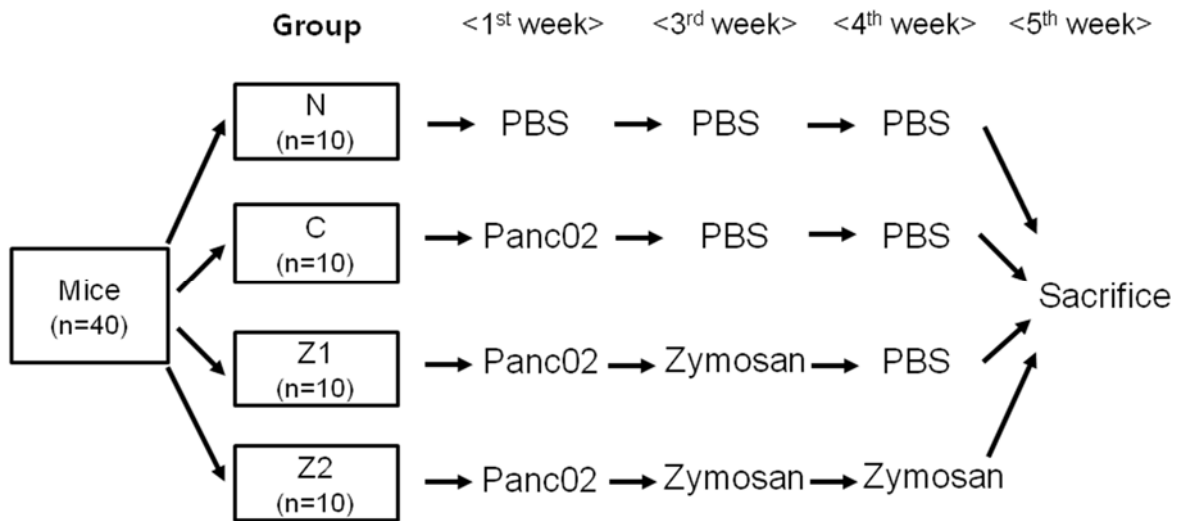 Group <1st week> <3rd week> <4th week> <5th week>
N
(n=10)
PBS PBS PBS
C
(n=10)
Panc02 PBS PBS
Mice
(n=40)
Sacrifice
Z1
(n=10)
Panc02 Zymosan PBS
Z2
(n=10)
Panc02 Zymosan Zymosan